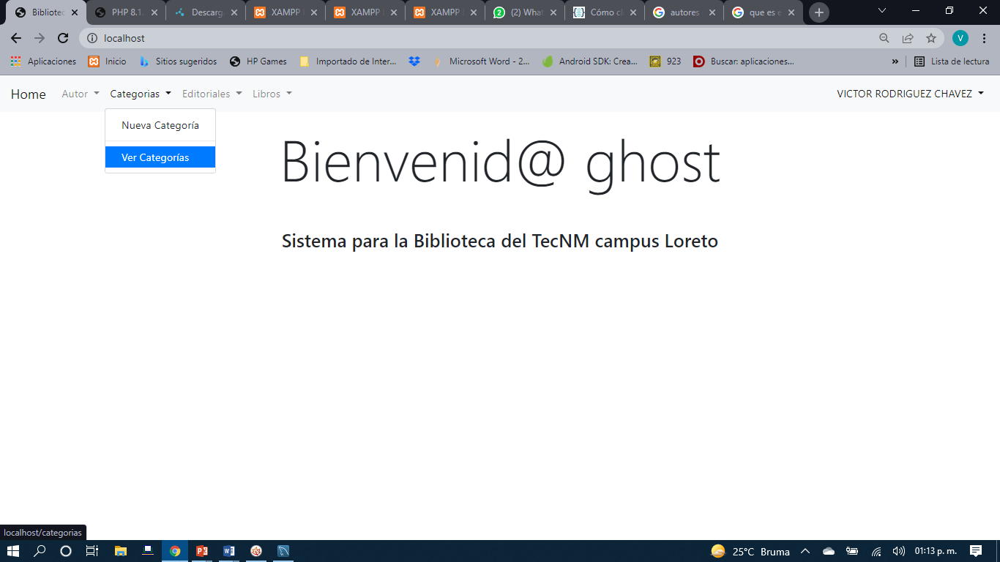 Bibliotec
PHP 8.1.
Descarg
XAMPP
XAMPP
XAMPP
(2) What
Cómo cl
autores
que es e
localhost
V
Aplicaciones
Inicio
Sitios sugeridos
HP Games
Importado de Inter...
Microsoft Word - 2...
Android SDK: Crea...
923
Buscar: aplicaciones...
»
Lista de lectura
Home
Autor
Categorias
Editoriales
Libros
VICTOR RODRIGUEZ CHAVEZ
Nueva Categoría
Ver Categorías
Bienvenid@ ghost
Sistema para la Biblioteca del TecNM campus Loreto
localhost/categorias
25°C Bruma
01:13 p. m.